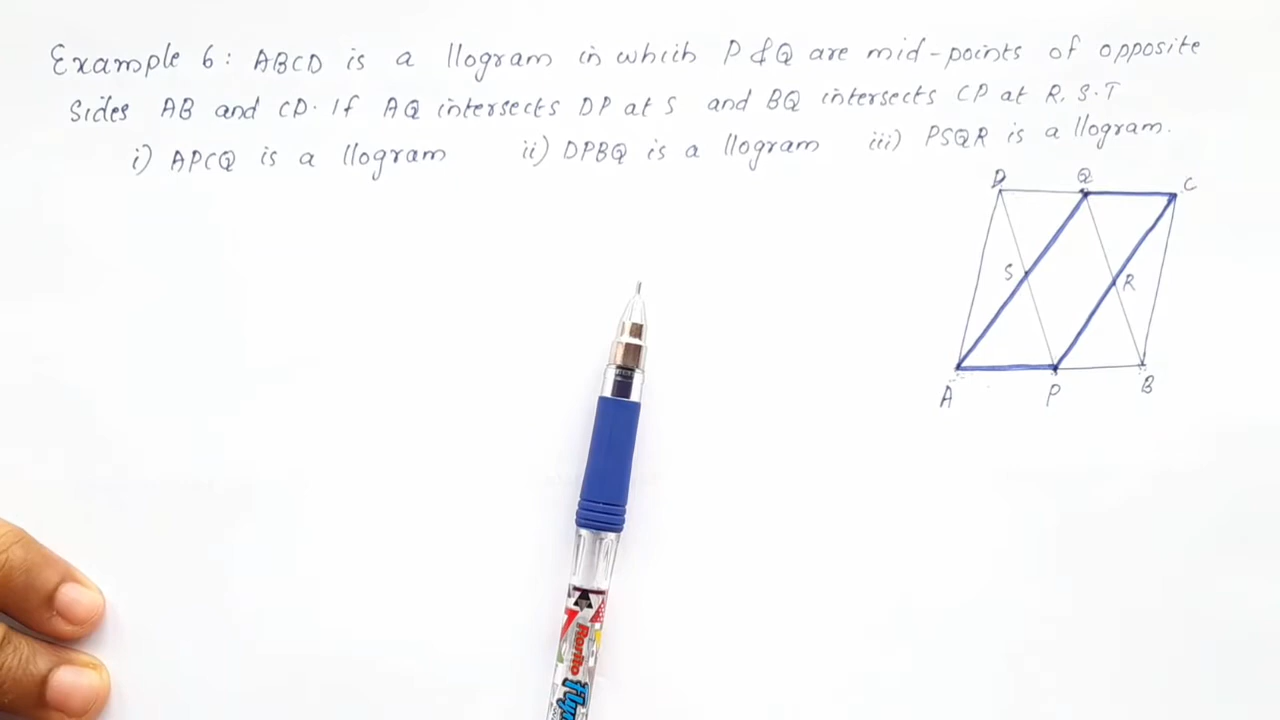 Example 6: ABCD is a llogram in which P & Q are mid-points of opposite
sides AB and CD. If AQ intersects DP at S and BQ intersects CP at R. S.T
i) APCQ is a llogram ii) DPBQ is a llogram iii) PSQR is a llogram.
D Q C
S R
A P B
Rorito